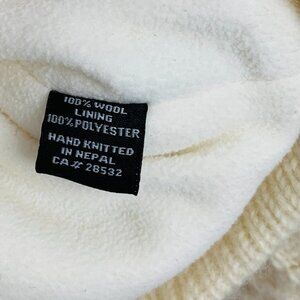 100% WOOL
LINING
100% POLYESTER
HAND KNITTED
IN NEPAL
CA# 28532